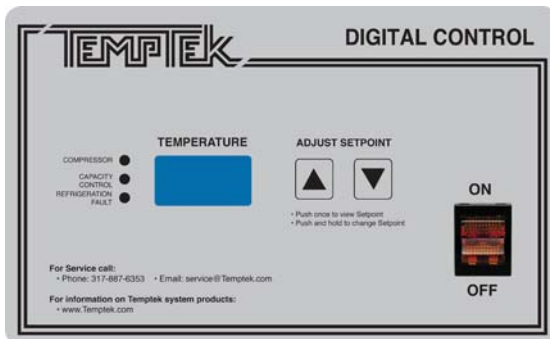 TEMPTEK
DIGITAL CONTROL
TEMPERATURE
COMPRESSOR
CAPACITY
CONTROL
REFRIGERATION
FAULT
ADJUST SETPOINT
• Push once to view Setpoint
• Push and hold to change Setpoint
ON
OFF
For Service call:
• Phone: 317-887-6353 • Email: service@Temptek.com
For information on Temptek system products:
• www.Temptek.com